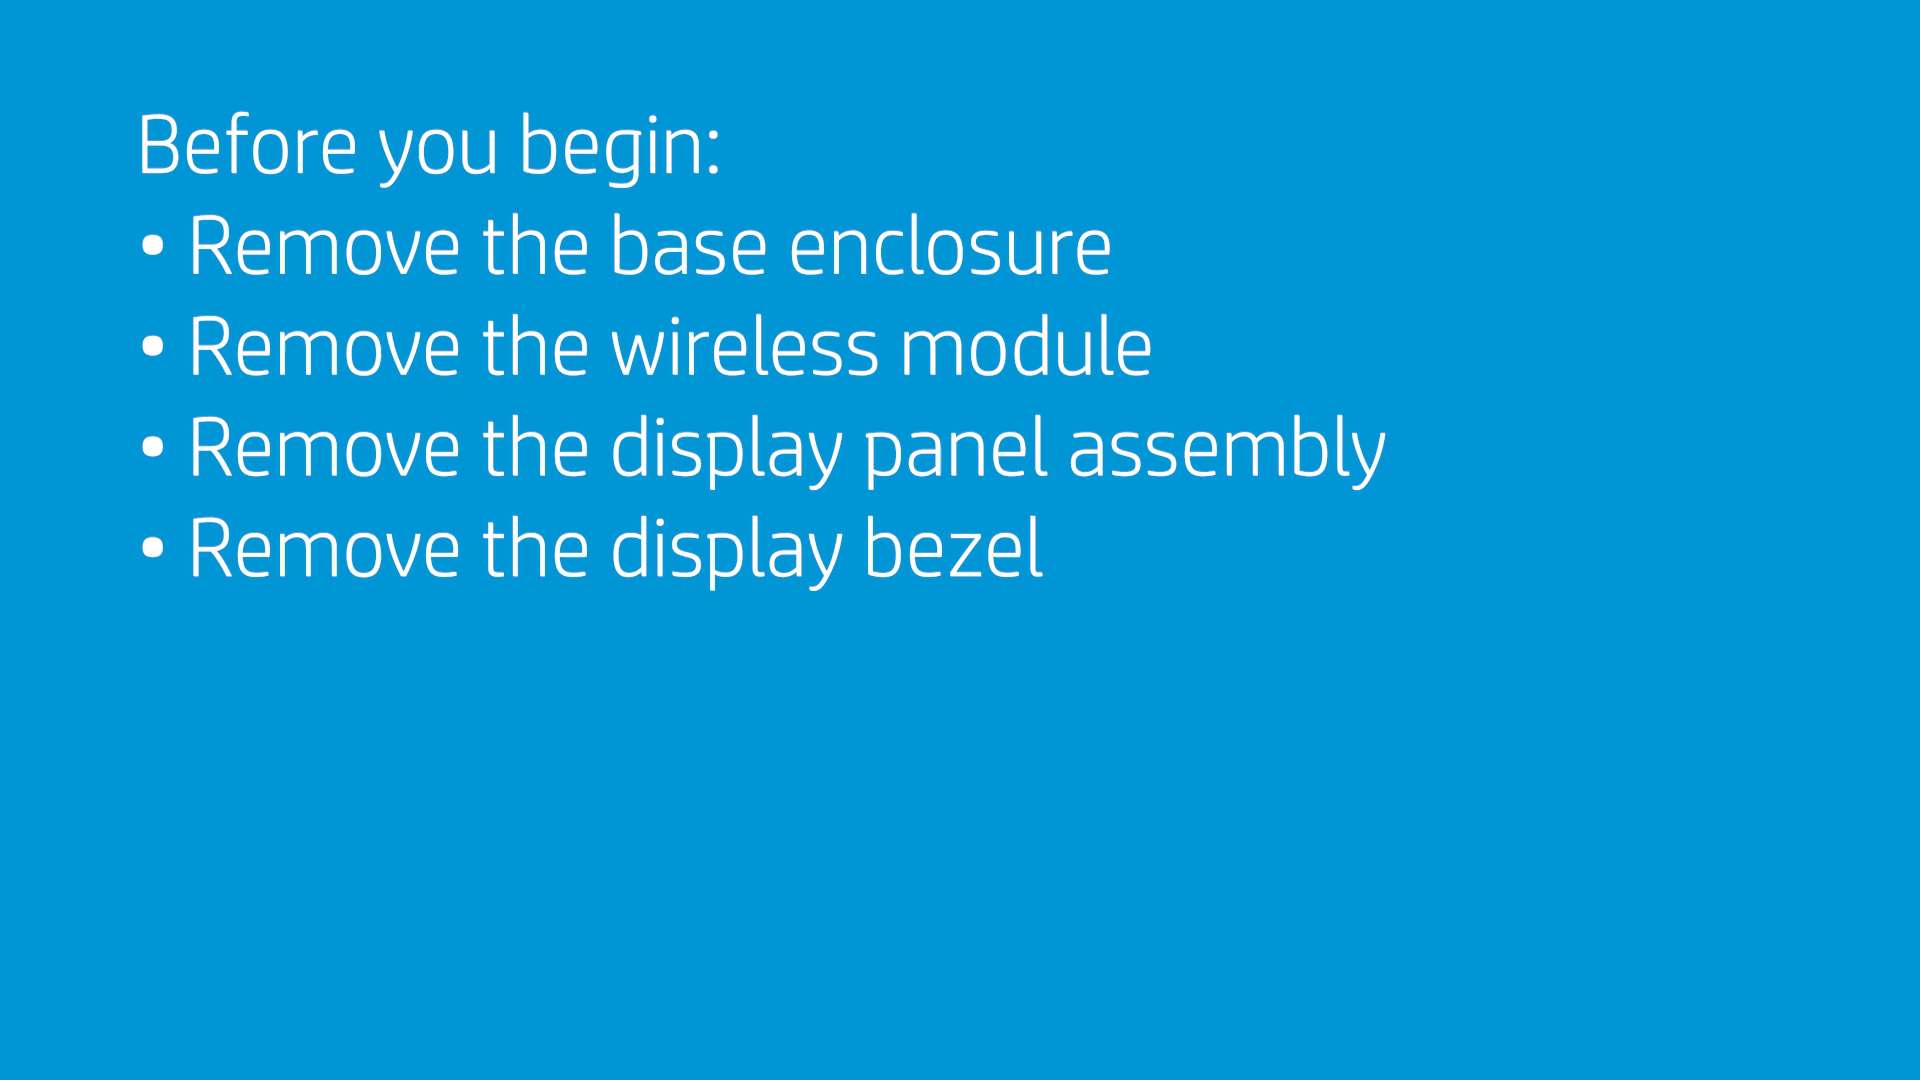 Before you begin:
• Remove the base enclosure
• Remove the wireless module
• Remove the display panel assembly
• Remove the display bezel